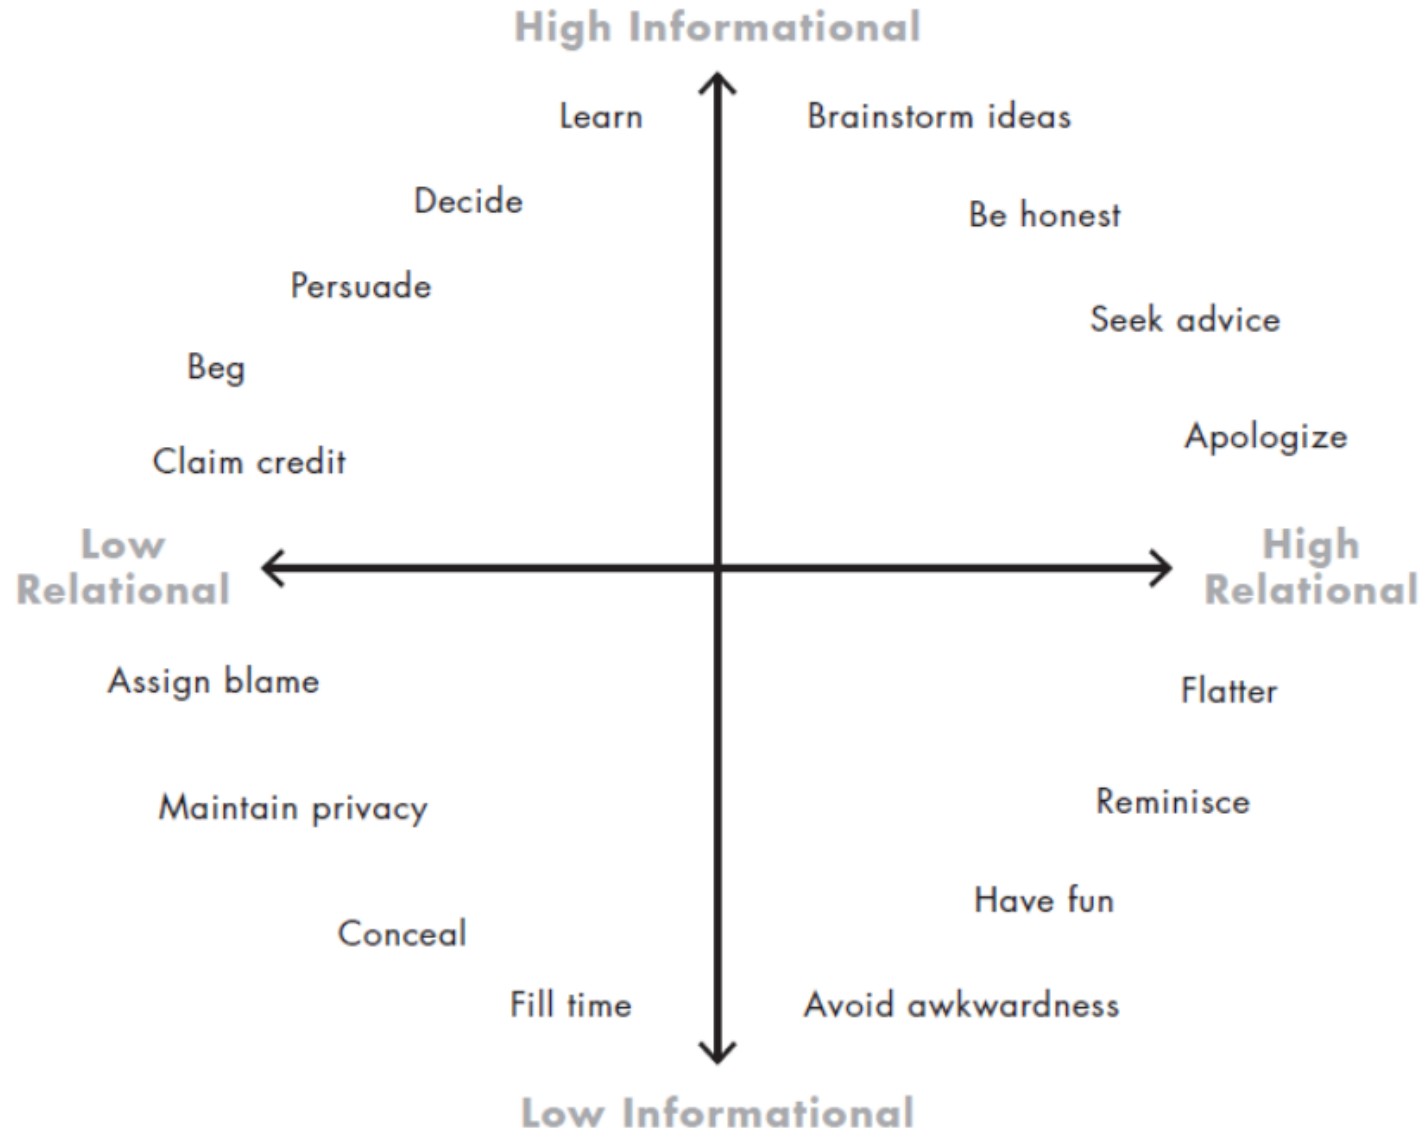 High Informational
Learn
Brainstorm ideas
Decide
Be honest
Persuade
Seek advice
Beg
Apologize
Claim credit
Low
Relational
High
Relational
Assign blame
Flatter
Maintain privacy
Reminisce
Have fun
Conceal
Fill time
Avoid awkwardness
Low Informational